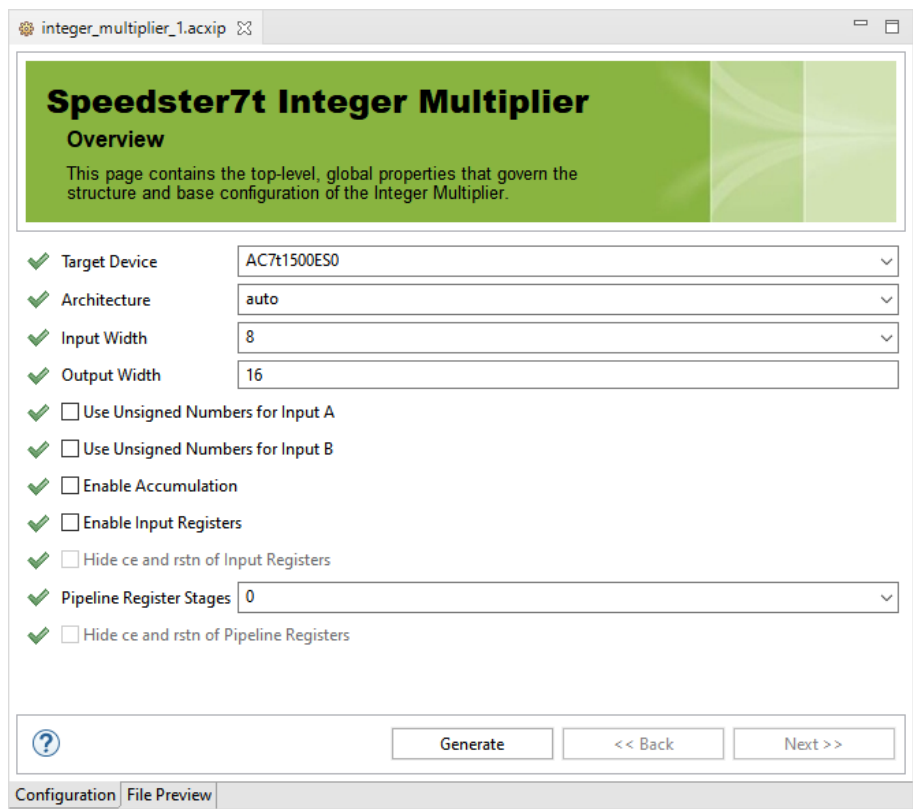 integer_multiplier_1.acxip
Speedster7t Integer Multiplier
Overview
This page contains the top-level, global properties that govern the
structure and base configuration of the Integer Multiplier.
Target Device AC7t1500ES0
Architecture auto
Input Width 8
Output Width 16
Use Unsigned Numbers for Input A
Use Unsigned Numbers for Input B
Enable Accumulation
Enable Input Registers
Hide ce and rstn of Input Registers
Pipeline Register Stages 0
Hide ce and rstn of Pipeline Registers
? Generate << Back Next >>
Configuration File Preview